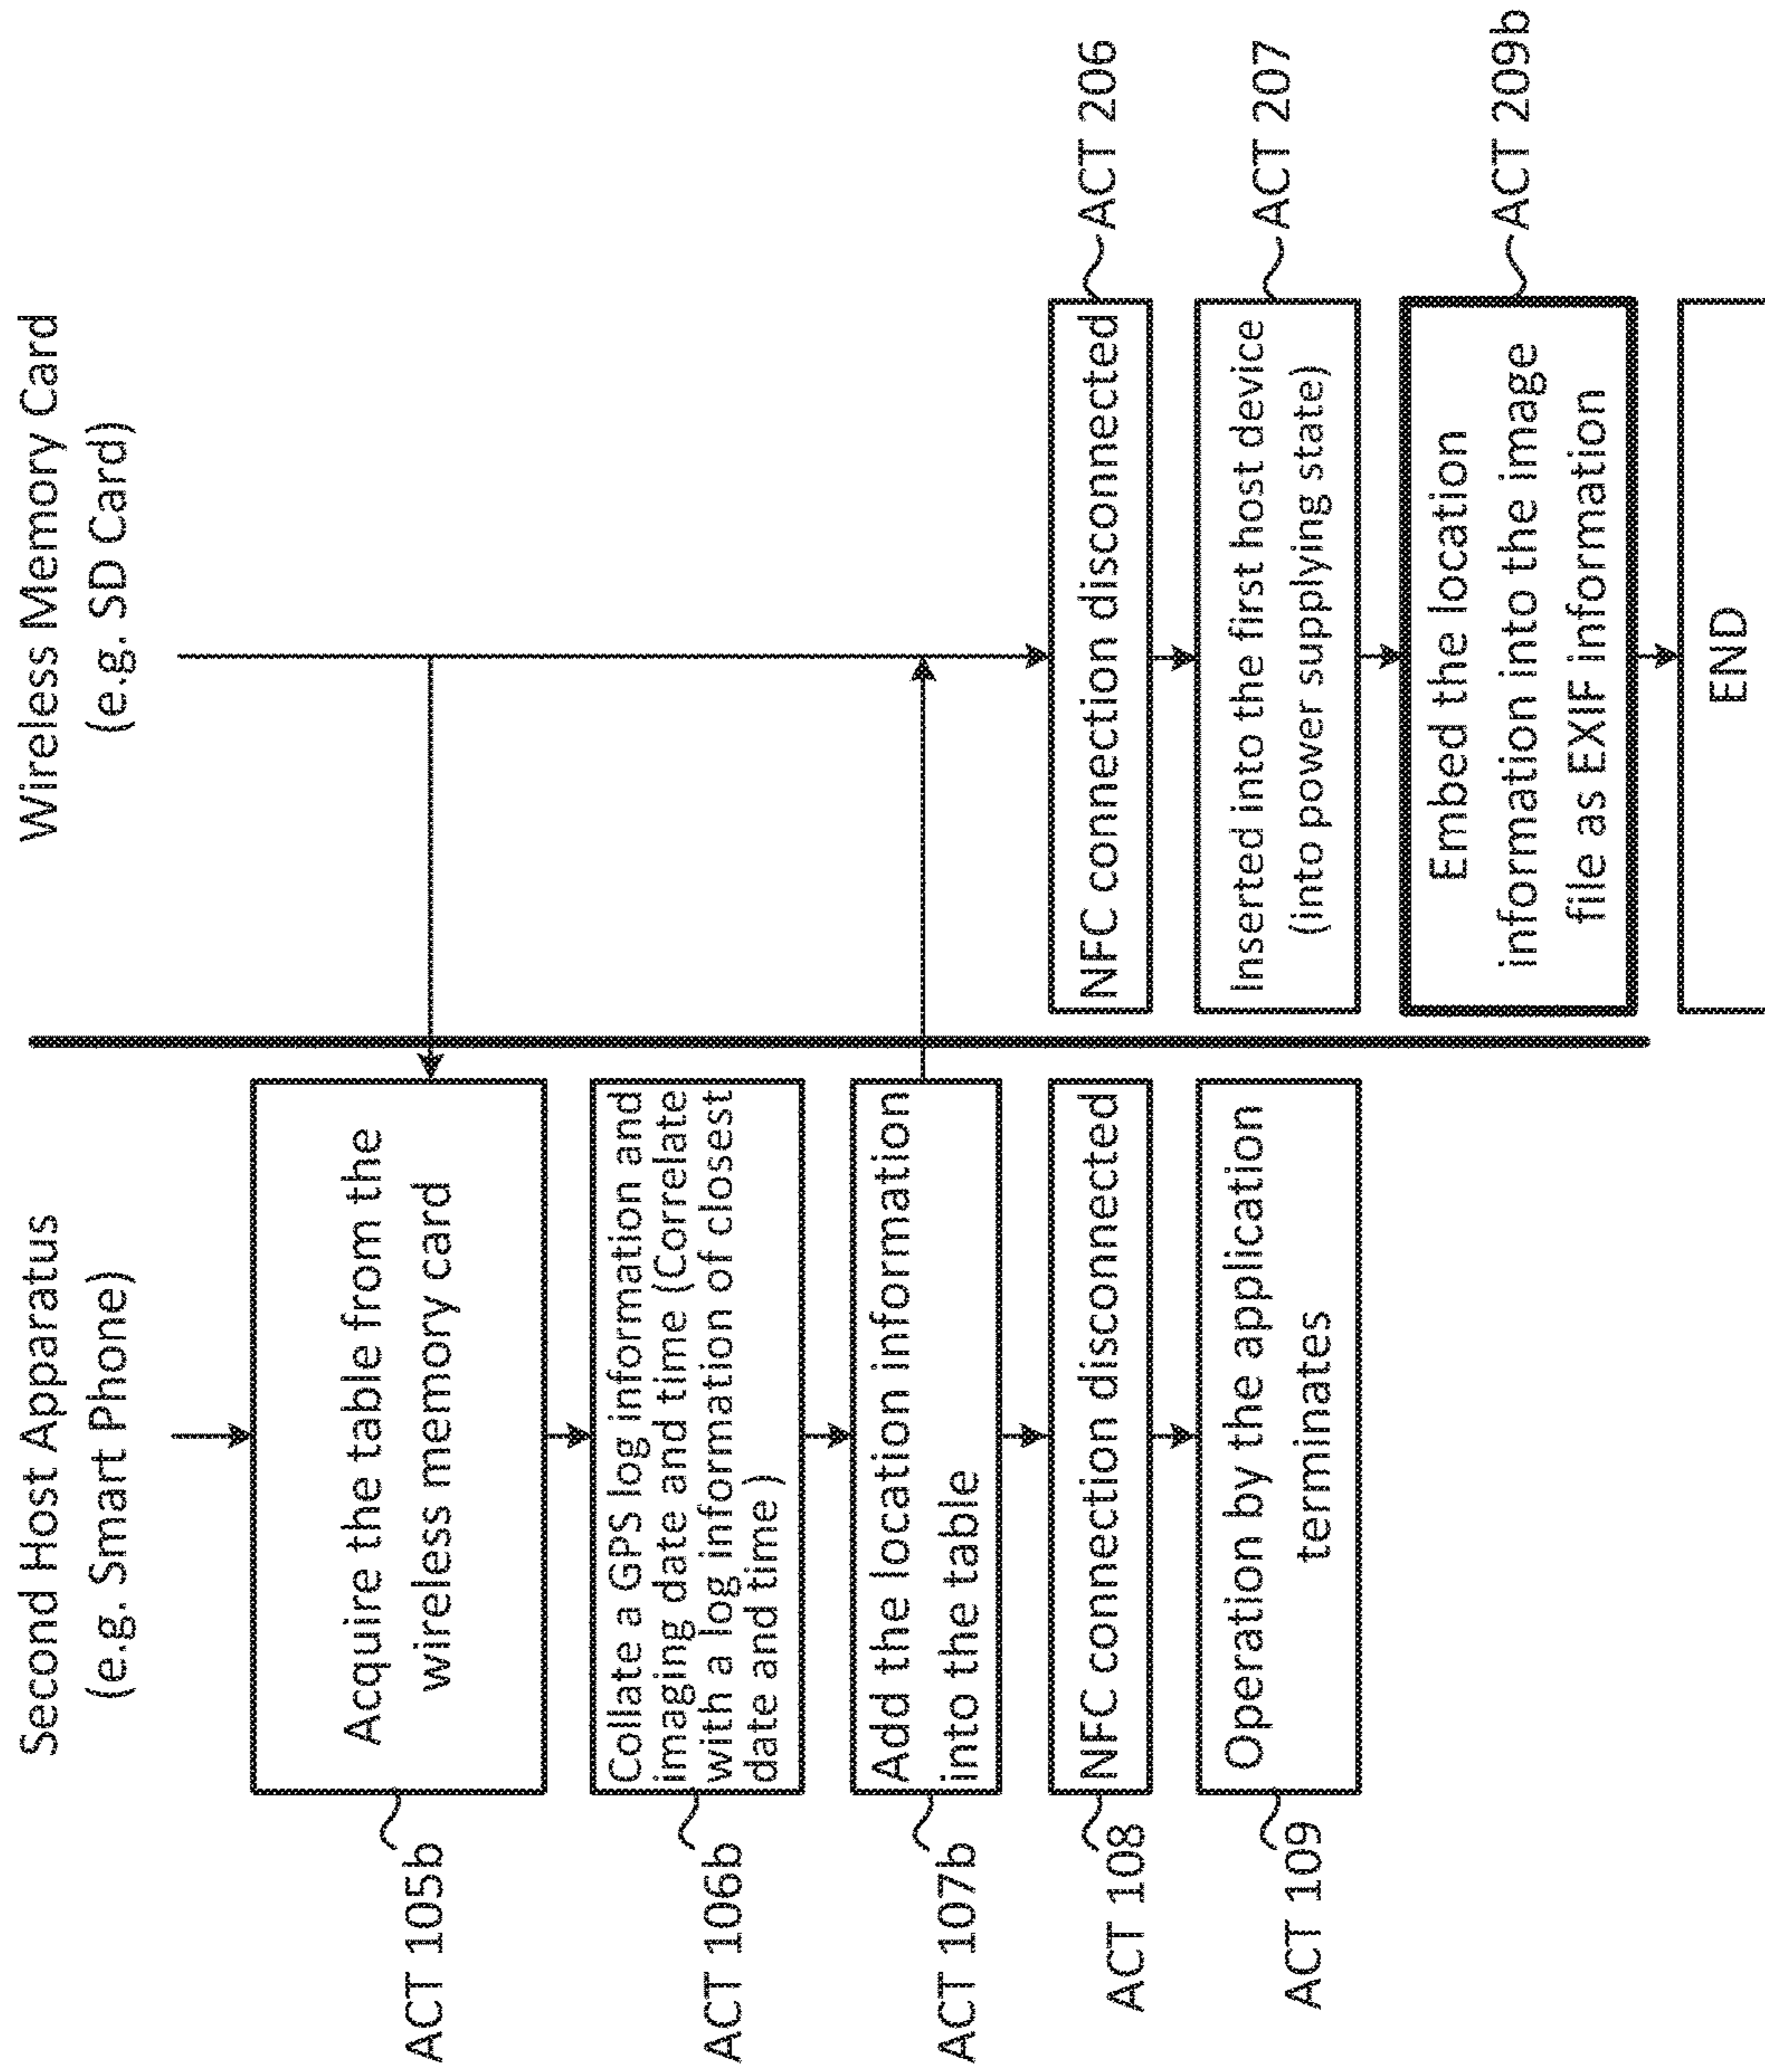 Second Host Apparatus
(e.g. Smart Phone)
Wireless Memory Card
(e.g. SD Card)
ACT 105b
Acquire the table from the
wireless memory card
ACT 106b
Collate a GPS log information and
imaging date and time (Correlate
with a log information of closest
date and time )
ACT 107b
Add the location information
into the table
ACT 108
NFC connection disconnected
NFC connection disconnected
ACT 206
ACT 109
Operation by the application
terminates
Inserted into the first host device
(into power supplying state)
ACT 207
Embed the location
information into the image
file as EXIF information
ACT 209b
END